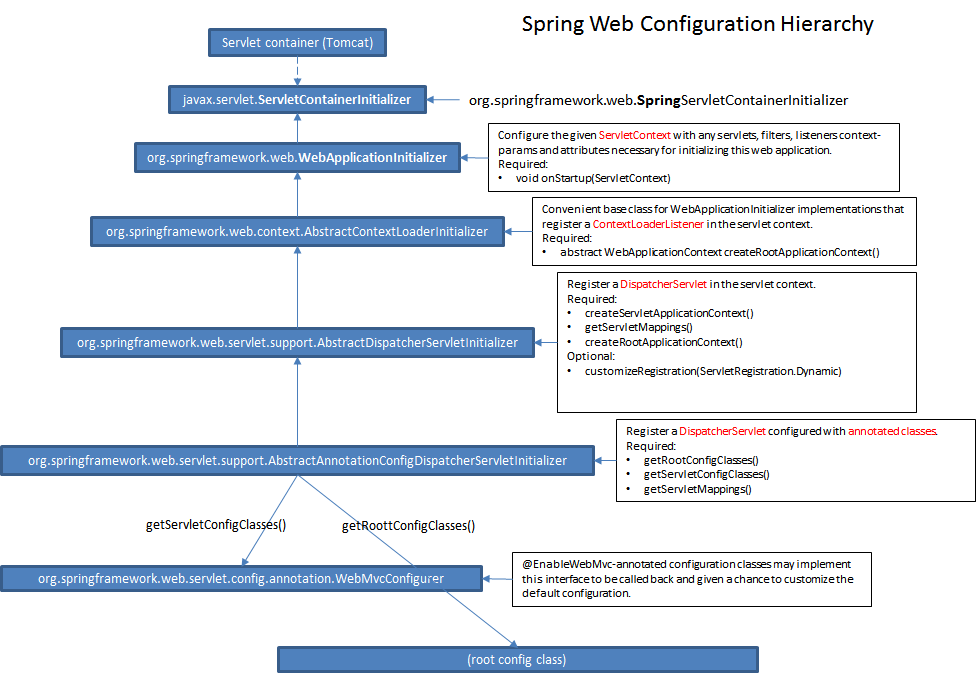 Spring Web Configuration Hierarchy
Servlet container (Tomcat)
javax.servlet.ServletContainerInitializer
org.springframework.web.SpringServletContainerInitializer
org.springframework.web.WebApplicationInitializer
Configure the given ServletContext with any servlets, filters, listeners context-
params and attributes necessary for initializing this web application.
Required:
• void onStartup(ServletContext)
org.springframework.web.context.AbstractContextLoaderInitializer
Convenient base class for WebApplicationInitializer implementations that
register a ContextLoaderListener in the servlet context.
Required:
• abstract WebApplicationContext createRootApplicationContext()
org.springframework.web.servlet.support.AbstractDispatcherServletInitializer
Register a DispatcherServlet in the servlet context.
Required:
• createServletApplicationContext()
• getServletMappings()
• createRootApplicationContext()
Optional:
• customizeRegistration(ServletRegistration.Dynamic)
org.springframework.web.servlet.support.AbstractAnnotationConfigDispatcherServletInitializer
Register a DispatcherServlet configured with annotated classes.
Required:
• getRootConfigClasses()
• getServletConfigClasses()
• getServletMappings()
getServletConfigClasses()
getRoottConfigClasses()
org.springframework.web.servlet.config.annotation.WebMvcConfigurer
@EnableWebMvc-annotated configuration classes may implement
this interface to be called back and given a chance to customize the
default configuration.
(root config class)